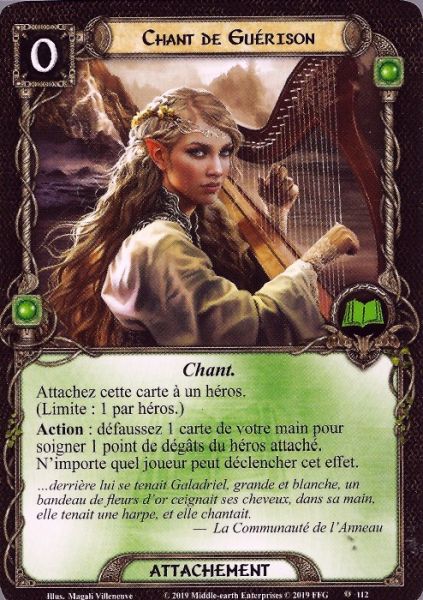 0
CHANT DE GUÉRISON
Chant.
Attachez cette carte à un héros.
(Limite : 1 par héros.)
Action : défaussez 1 carte de votre main pour
soigner 1 point de dégâts du héros attaché.
N'importe quel joueur peut déclencher cet effet.
...derrière lui se tenait Galadriel, grande et blanche, un
bandeau de fleurs d'or ceignait ses cheveux, dans sa main,
elle tenait une harpe, et elle chantait.
— La Communauté de l'Anneau
ATTACHEMENT
Illus. Magali Villeneuve © 2019 Middle-earth Enterprises © 2019 FFG 112